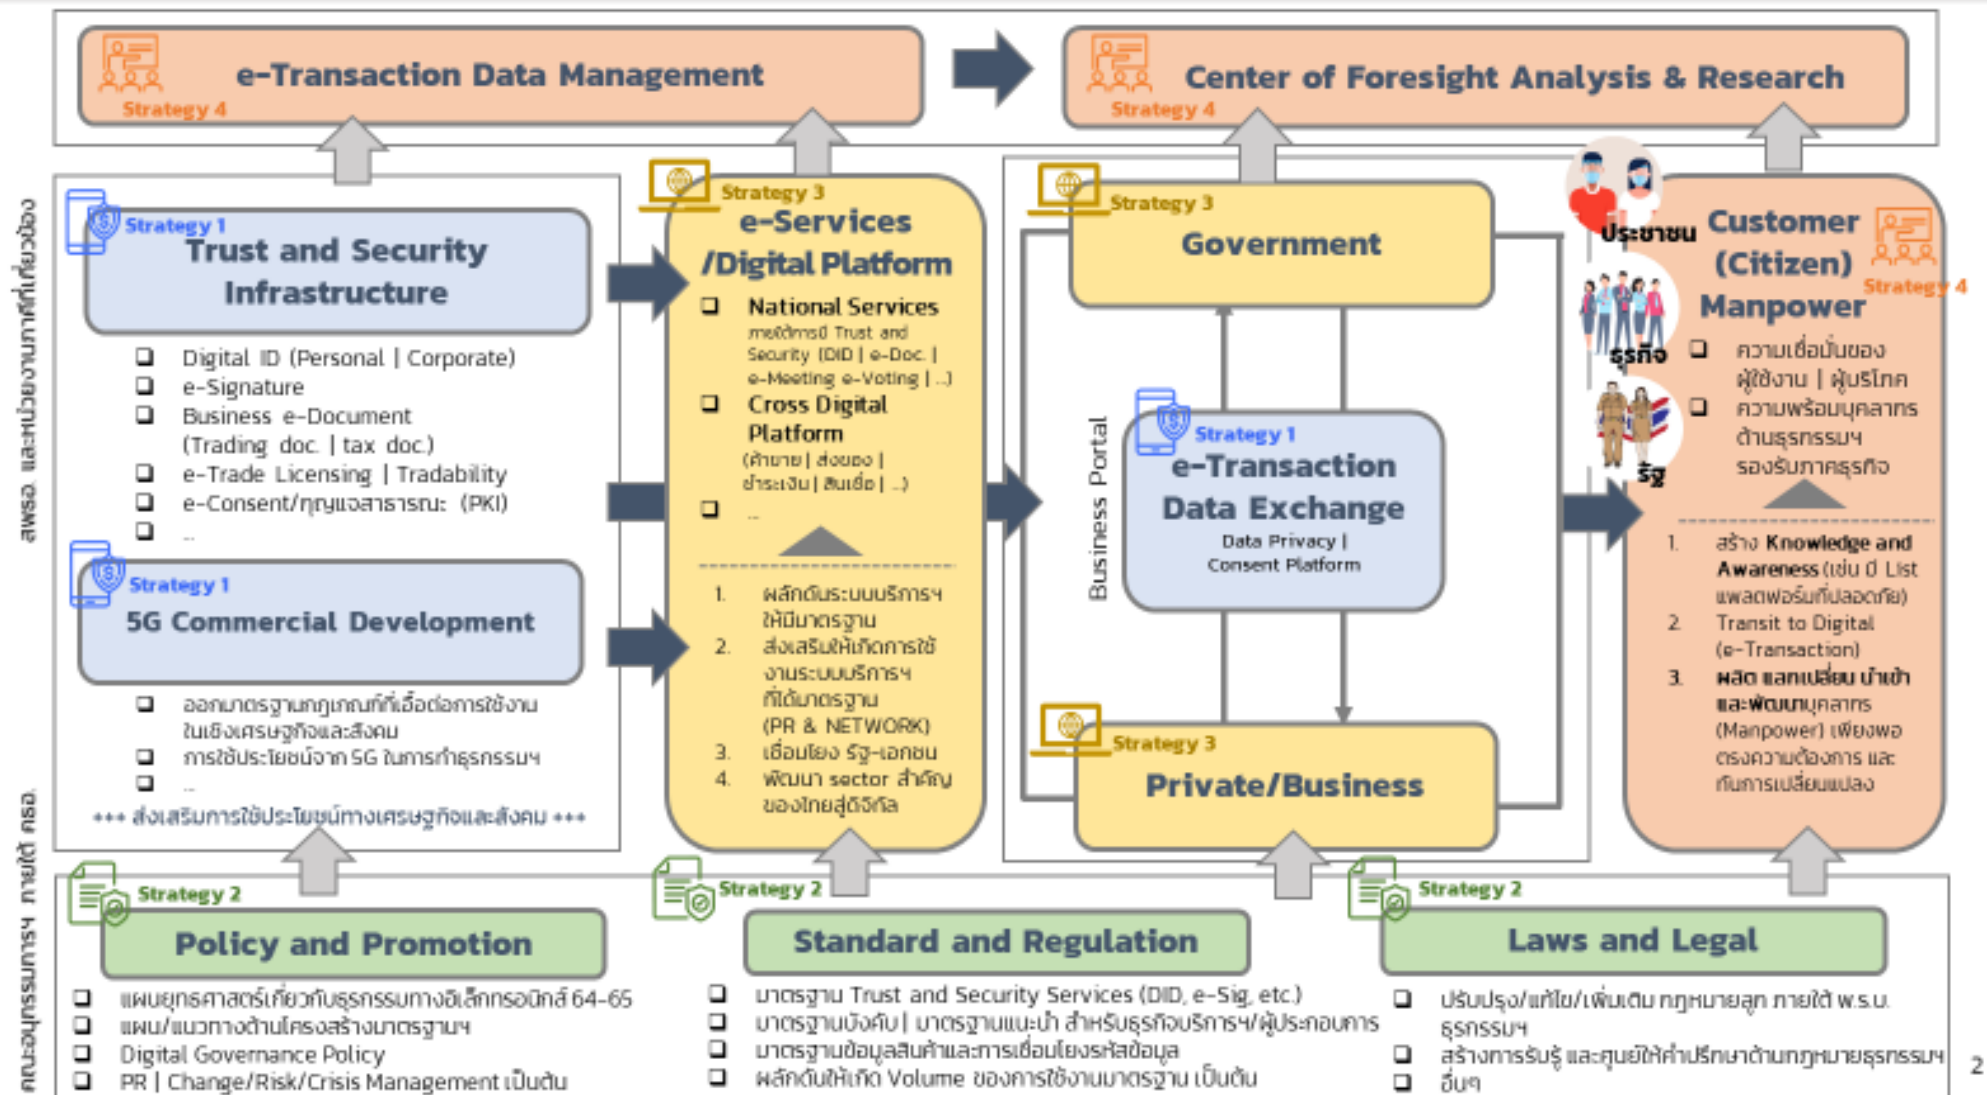 e-Transaction Data Management
Strategy 4
Center of Foresight Analysis & Research
Strategy 4
สพธอ. และหน่วยงานภาคีที่เกี่ยวข้อง
Strategy 1
Trust and Security
Infrastructure
❑ Digital ID (Personal | Corporate)
❑ e-Signature
❑ Business e-Document
(Trading doc. | tax doc.)
❑ e-Trade Licensing | Tradability
❑ e-Consent/กุญแจสาธารณะ (PKI)
❑ ...
Strategy 1
5G Commercial Development
❑ ออกมาตรฐานกฎเกณฑ์ที่เอื้อต่อการใช้งาน
ในเชิงเศรษฐกิจและสังคม
❑ การใช้ประโยชน์จาก 5G ในการทำธุรกรรมฯ
❑ ...
+++ ส่งเสริมการใช้ประโยชน์ทางเศรษฐกิจและสังคม +++
Strategy 3
e-Services
/Digital Platform
❑ National Services
ภายใต้การมี Trust and
Security (DID | e-Doc. |
e-Meeting e-Voting | ...)
❑ Cross Digital
Platform
(ค้าขาย | ส่งของ |
ชำระเงิน | สินเชื่อ | ...)
❑ ...
1. ผลักดันระบบบริการฯ
ให้มีมาตรฐาน
2. ส่งเสริมให้เกิดการใช้
งานระบบบริการฯ
ที่ได้มาตรฐาน
(PR & NETWORK)
3. เชื่อมโยง รัฐ-เอกชน
4. พัฒนา sector สำคัญ
ของไทยสู่ดิจิทัล
Strategy 3
Government
Business Portal
Strategy 1
e-Transaction
Data Exchange
Data Privacy |
Consent Platform
Strategy 3
Private/Business
ประชาชน
ธุรกิจ
รัฐ
Customer
(Citizen)
Manpower
Strategy 4
❑ ความเชื่อมั่นของ
ผู้ใช้งาน | ผู้บริโภค
❑ ความพร้อมบุคลากร
ด้านธุรกรรมฯ
รองรับภาคธุรกิจ
1. สร้าง Knowledge and
Awareness (เช่น มี List
แพลตฟอร์มที่ปลอดภัย)
2. Transit to Digital
(e-Transaction)
3. ผลิต แลกเปลี่ยน นำเข้า
และพัฒนาบุคลากร
(Manpower) เพียงพอ
ตรงความต้องการ และ
ทันการเปลี่ยนแปลง
คณะอนุกรรมการฯ ภายใต้ คธอ.
Strategy 2
Policy and Promotion
❑ แผนยุทธศาสตร์เกี่ยวกับธุรกรรมทางอิเล็กทรอนิกส์ 64-65
❑ แผน/แนวทางด้านโครงสร้างมาตรฐานฯ
❑ Digital Governance Policy
❑ PR | Change/Risk/Crisis Management เป็นต้น
Strategy 2
Standard and Regulation
❑ มาตรฐาน Trust and Security Services (DID, e-Sig, etc.)
❑ มาตรฐานบังคับ | มาตรฐานแนะนำ สำหรับธุรกิจบริการฯ/ผู้ประกอบการ
❑ มาตรฐานข้อมูลสินค้าและการเชื่อมโยงรหัสข้อมูล
❑ ผลักดันให้เกิด Volume ของการใช้งานมาตรฐาน เป็นต้น
Strategy 2
Laws and Legal
❑ ปรับปรุง/แก้ไข/เพิ่มเติม กฎหมายลูก ภายใต้ พ.ร.บ.
ธุรกรรมฯ
❑ สร้างการรับรู้ และศูนย์ให้คำปรึกษาด้านกฎหมายธุรกรรมฯ
❑ อื่นๆ
2